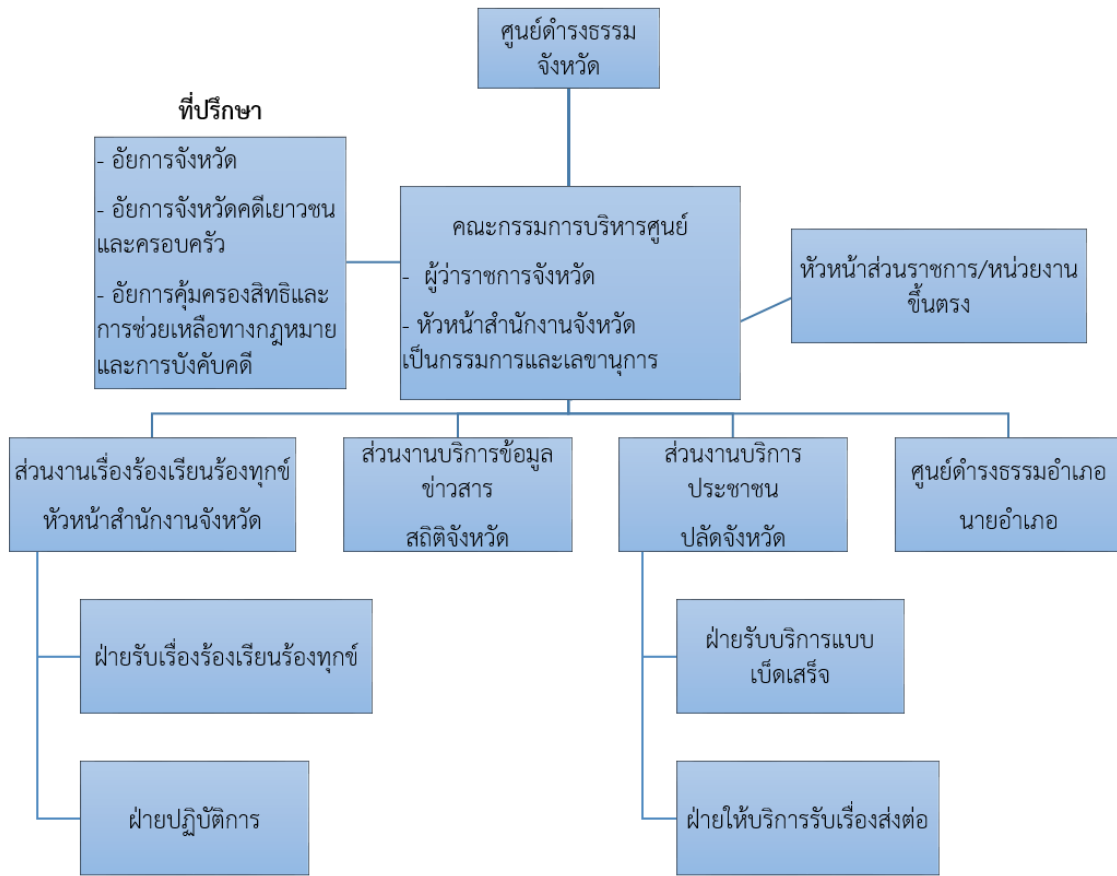 ศูนย์ดำรงธรรม
จังหวัด
ที่ปรึกษา
- อัยการจังหวัด
- อัยการจังหวัดคดีเยาวชน
และครอบครัว
- อัยการคุ้มครองสิทธิและ
การช่วยเหลือทางกฎหมาย
และการบังคับคดี
คณะกรรมการบริหารศูนย์
- ผู้ว่าราชการจังหวัด
- หัวหน้าสำนักงานจังหวัด
เป็นกรรมการและเลขานุการ
หัวหน้าส่วนราชการ/หน่วยงาน
ขึ้นตรง
ส่วนงานเรื่องร้องเรียนร้องทุกข์
หัวหน้าสำนักงานจังหวัด
ส่วนงานบริการข้อมูล
ข่าวสาร
สถิติจังหวัด
ส่วนงานบริการ
ประชาชน
ปลัดจังหวัด
ศูนย์ดำรงธรรมอำเภอ
นายอำเภอ
ฝ่ายรับเรื่องร้องเรียนร้องทุกข์
ฝ่ายปฏิบัติการ
ฝ่ายรับบริการแบบ
เบ็ดเสร็จ
ฝ่ายให้บริการรับเรื่องส่งต่อ